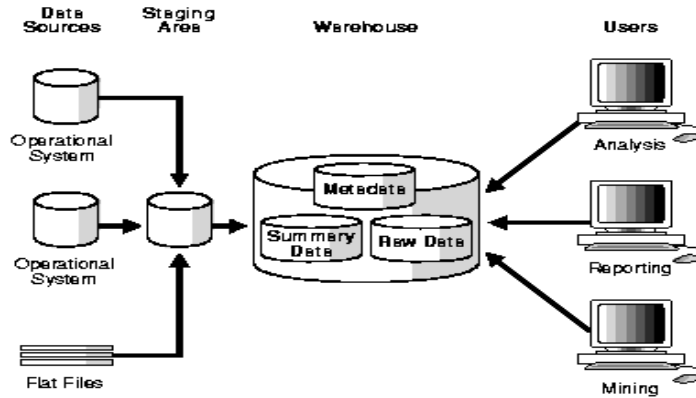 Data
Sources
Staging
Area
Warehouse
Users
Operational
System
Operational
System
Flat Files
Metadata
Summary
Data
Raw Data
Analysis
Reporting
Mining